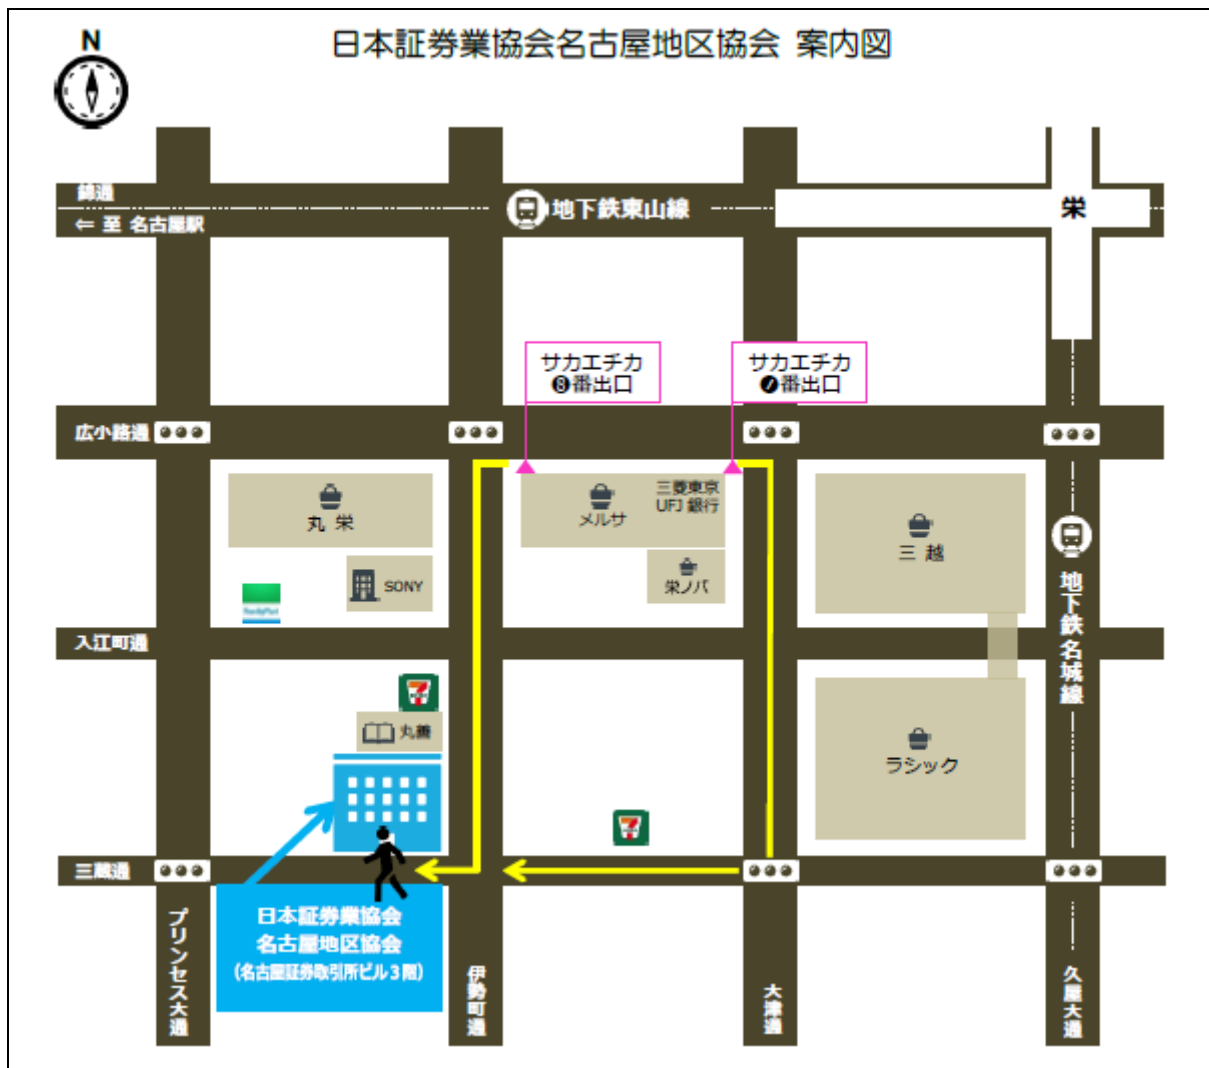 日本証券業協会名古屋地区協会 案内図
N
錦通
⇐ 至 名古屋駅
地下鉄東山線
栄
サカエチカ
❽番出口
サカエチカ
❼番出口
広小路通
丸 栄
メルサ
三菱東京
UFJ 銀行
三 越
SONY
栄ノバ
FamilyMart
地下鉄名城線
入江町通
丸善
ラシック
三蔵通
日本証券業協会
名古屋地区協会
(名古屋証券取引所ビル3階)
プリンセス大通
伊勢町通
大津通
久屋大通